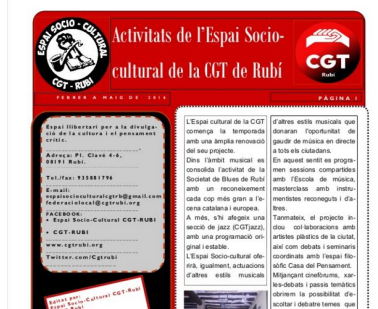 ESPAI SOCIO - CULTURAL
CGT - RUBÍ
Activitats de l'Espai Socio-
cultural de la CGT de Rubí
CGT
Rubí
FEBRER A MAIG DE 2016
PÀGINA 1
Espai llibertari per a la divulga-
ció de la cultura i el pensament
crític.
Adreça: Pl. Clavé 4-6,
08191 Rubí.
Tel./fax: 935881796
E-mail:
espaisocioculturalcgtrb@gmail.com
federaciolocal@cgtrubi.org
FACEBOOK:
• Espai Socio-Cultural CGT-RUBI
• CGT-RUBI
www.cgtrubi.org
Twitter.com/Cgtrubi
Editat per:
Espai Socio-Cultural CGT-Rubí
L'Espai cultural de la CGT
comença la temporada
amb una àmplia renovació
del seu projecte.
Dins l'àmbit musical es
consolida l'activitat de la
Societat de Blues de Rubí
amb un reconeixement
cada cop més gran a l'e-
cena catalana i europea.
A més, s'hi afegeix una
secció de jazz (CGTjazz),
amb una programació ori-
ginal i estable.
L'Espai Socio-cultural ofe-
rirà, igualment, actuacions
d'altres estils musicals
d'altres estils musicals que
donaran l'oportunitat de
gaudir de música en directe
a tots els ciutadans.
En aquest sentit es progra-
men sessions compartides
amb l'Escola de música,
masterclass amb instru-
mentistes reconeguts i d'a-
ltres.
Tanmateix, el projecte in-
clou col·laboracions amb
artistes plàstics de la ciutat,
així com debats i seminaris
coordinats amb l'espai filo-
sòfic Casa del Pensament.
Mitjançant cinefòrums, xar-
les-debats i passis temàtics
obrirem la possibilitat d'es-
coltar i debatre temes que